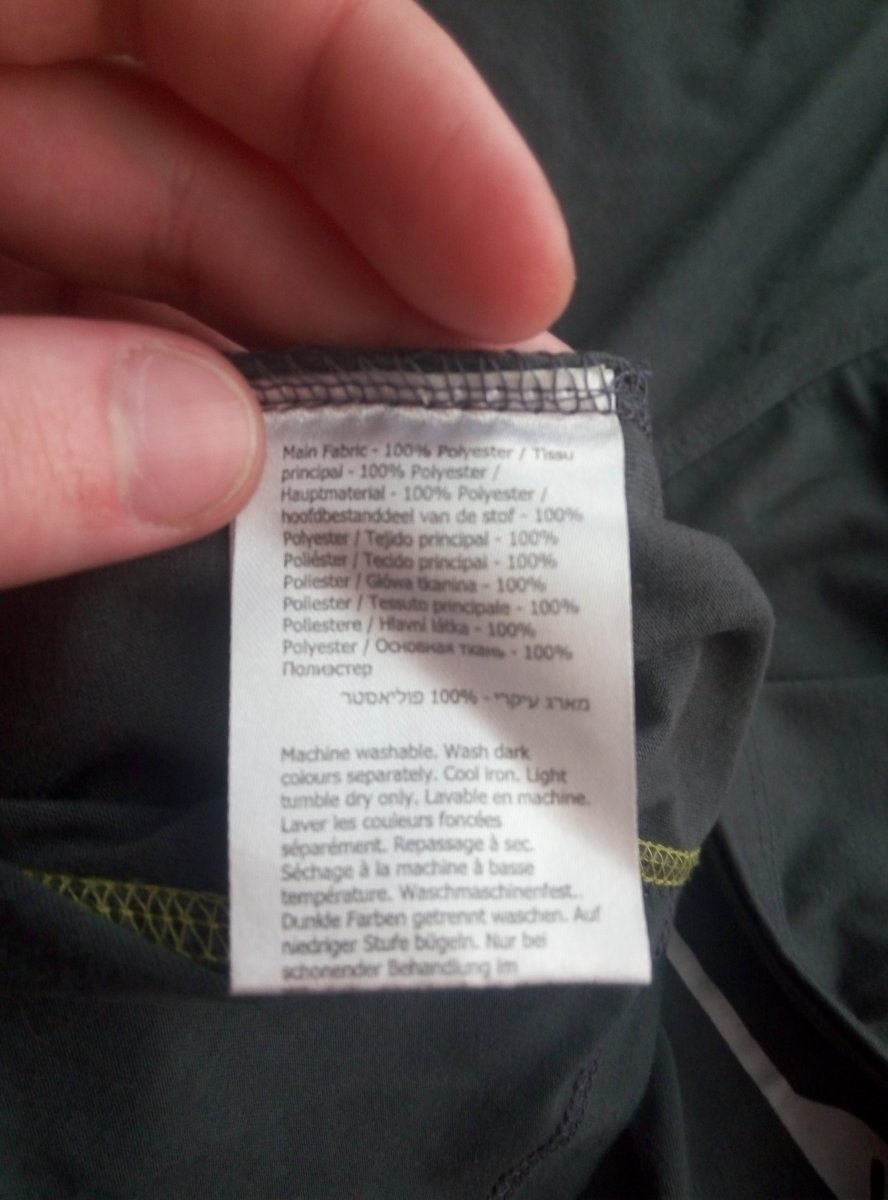 Main Fabric - 100% Polyester / Tissu
principal - 100% Polyester /
Hauptmaterial - 100% Polyester /
hoofdbestanddeel van de stof - 100%
Polyester / Tejido principal - 100%
Poliéster / Tecido principal - 100%
Poliester / Główa tkanina - 100%
Poliester / Tessuto principale - 100%
Poliestere / Hlavní látka - 100%
Polyester / Основная ткань - 100%
Полиэстер
מארג עיקרי - 100% פוליאסטר
Machine washable. Wash dark
colours separately. Cool iron. Light
tumble dry only. Lavable en machine.
Laver les couleurs foncées
séparément. Repassage à sec.
Séchage à la machine à basse
température. Waschmaschinenfest..
Dunkle Farben getrennt waschen. Auf
niedriger Stufe bügeln. Nur bei
schonender Behandlung im